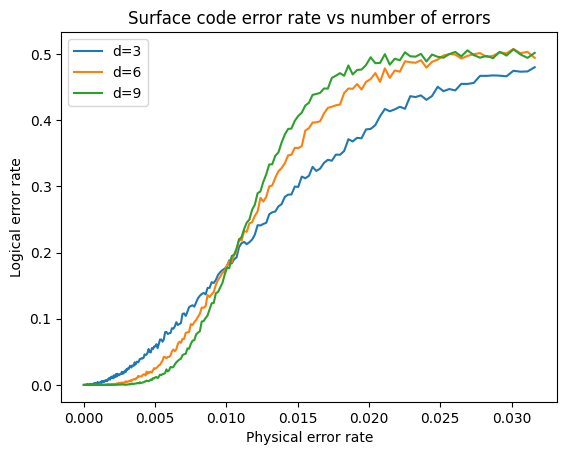 Surface code error rate vs number of errors
d=3
d=6
d=9
0.5
0.4
0.3
0.2
0.1
0.0
Logical error rate
0.000 0.005 0.010 0.015 0.020 0.025 0.030
Physical error rate